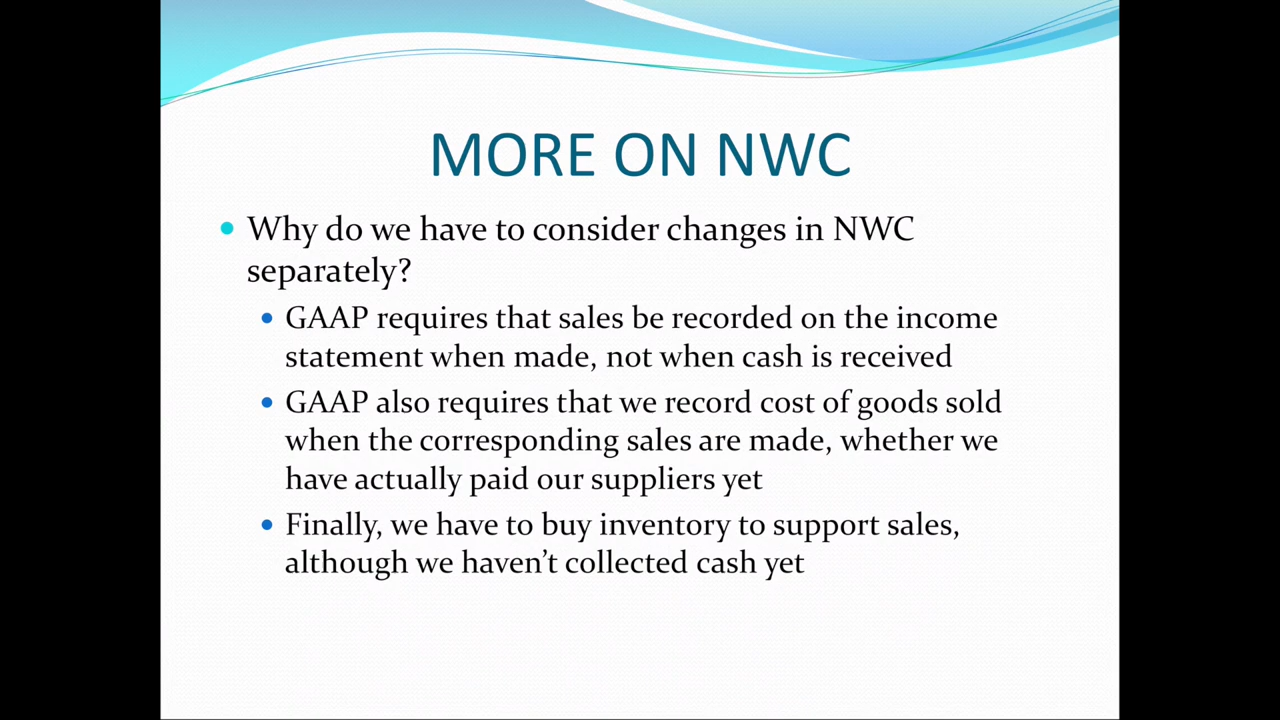 MORE ON NWC
Why do we have to consider changes in NWC
separately?
GAAP requires that sales be recorded on the income
statement when made, not when cash is received
GAAP also requires that we record cost of goods sold
when the corresponding sales are made, whether we
have actually paid our suppliers yet
Finally, we have to buy inventory to support sales,
although we haven’t collected cash yet